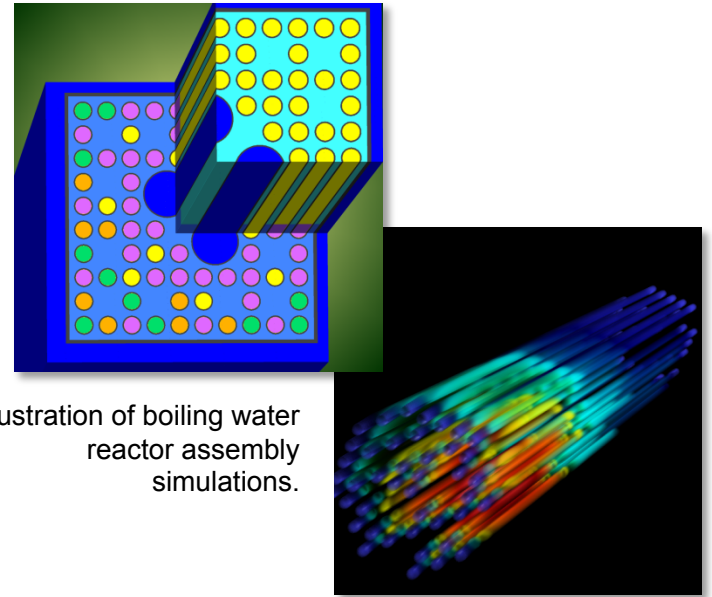 ustration of boiling water
reactor assembly
simulations.